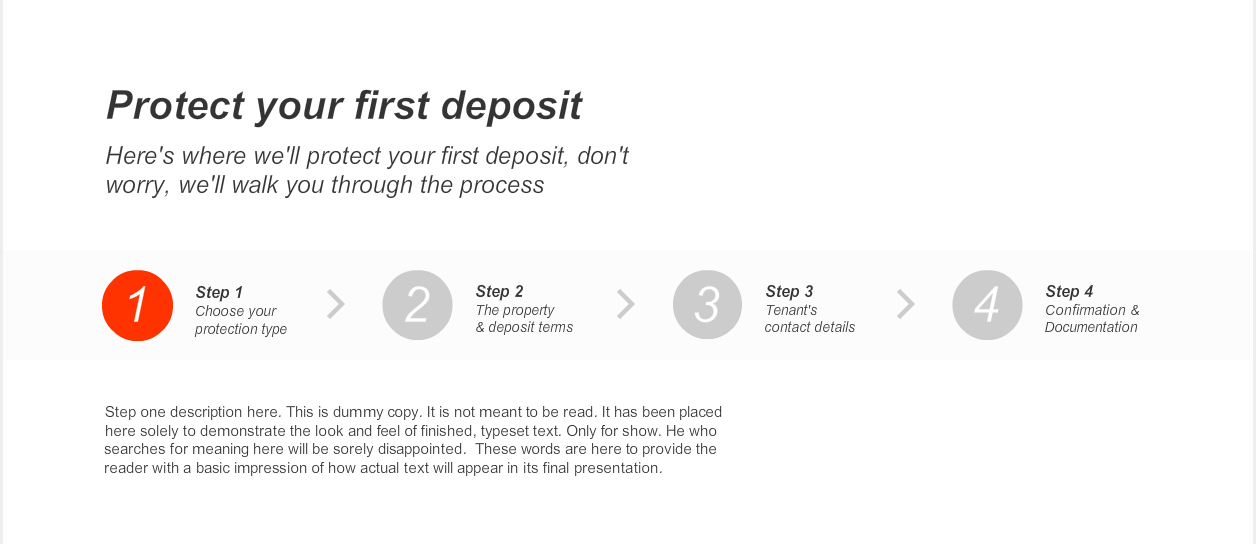 Protect your first deposit
Here's where we'll protect your first deposit, don't
worry, we'll walk you through the process
1
Step 1
Choose your
protection type
2
Step 2
The property
& deposit terms
3
Step 3
Tenant's
contact details
4
Step 4
Confirmation &
Documentation
Step one description here. This is dummy copy. It is not meant to be read. It has been placed
here solely to demonstrate the look and feel of finished, typeset text. Only for show. He who
searches for meaning here will be sorely disappointed.  These words are here to provide the
reader with a basic impression of how actual text will appear in its final presentation.